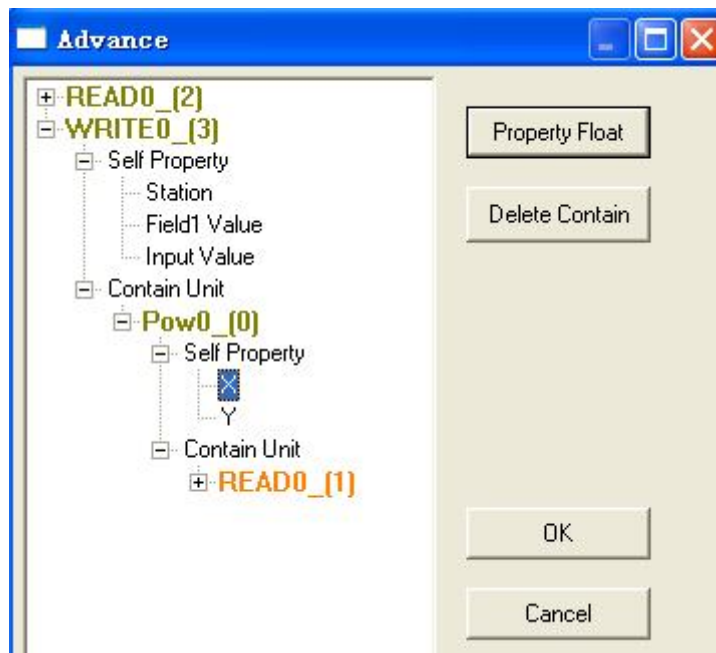 Advance
READ0_(2)
WRITE0_(3)
Self Property
Station
Field1 Value
Input Value
Contain Unit
Pow0_(0)
Self Property
X
Y
Contain Unit
READ0_(1)
Property Float
Delete Contain
OK
Cancel